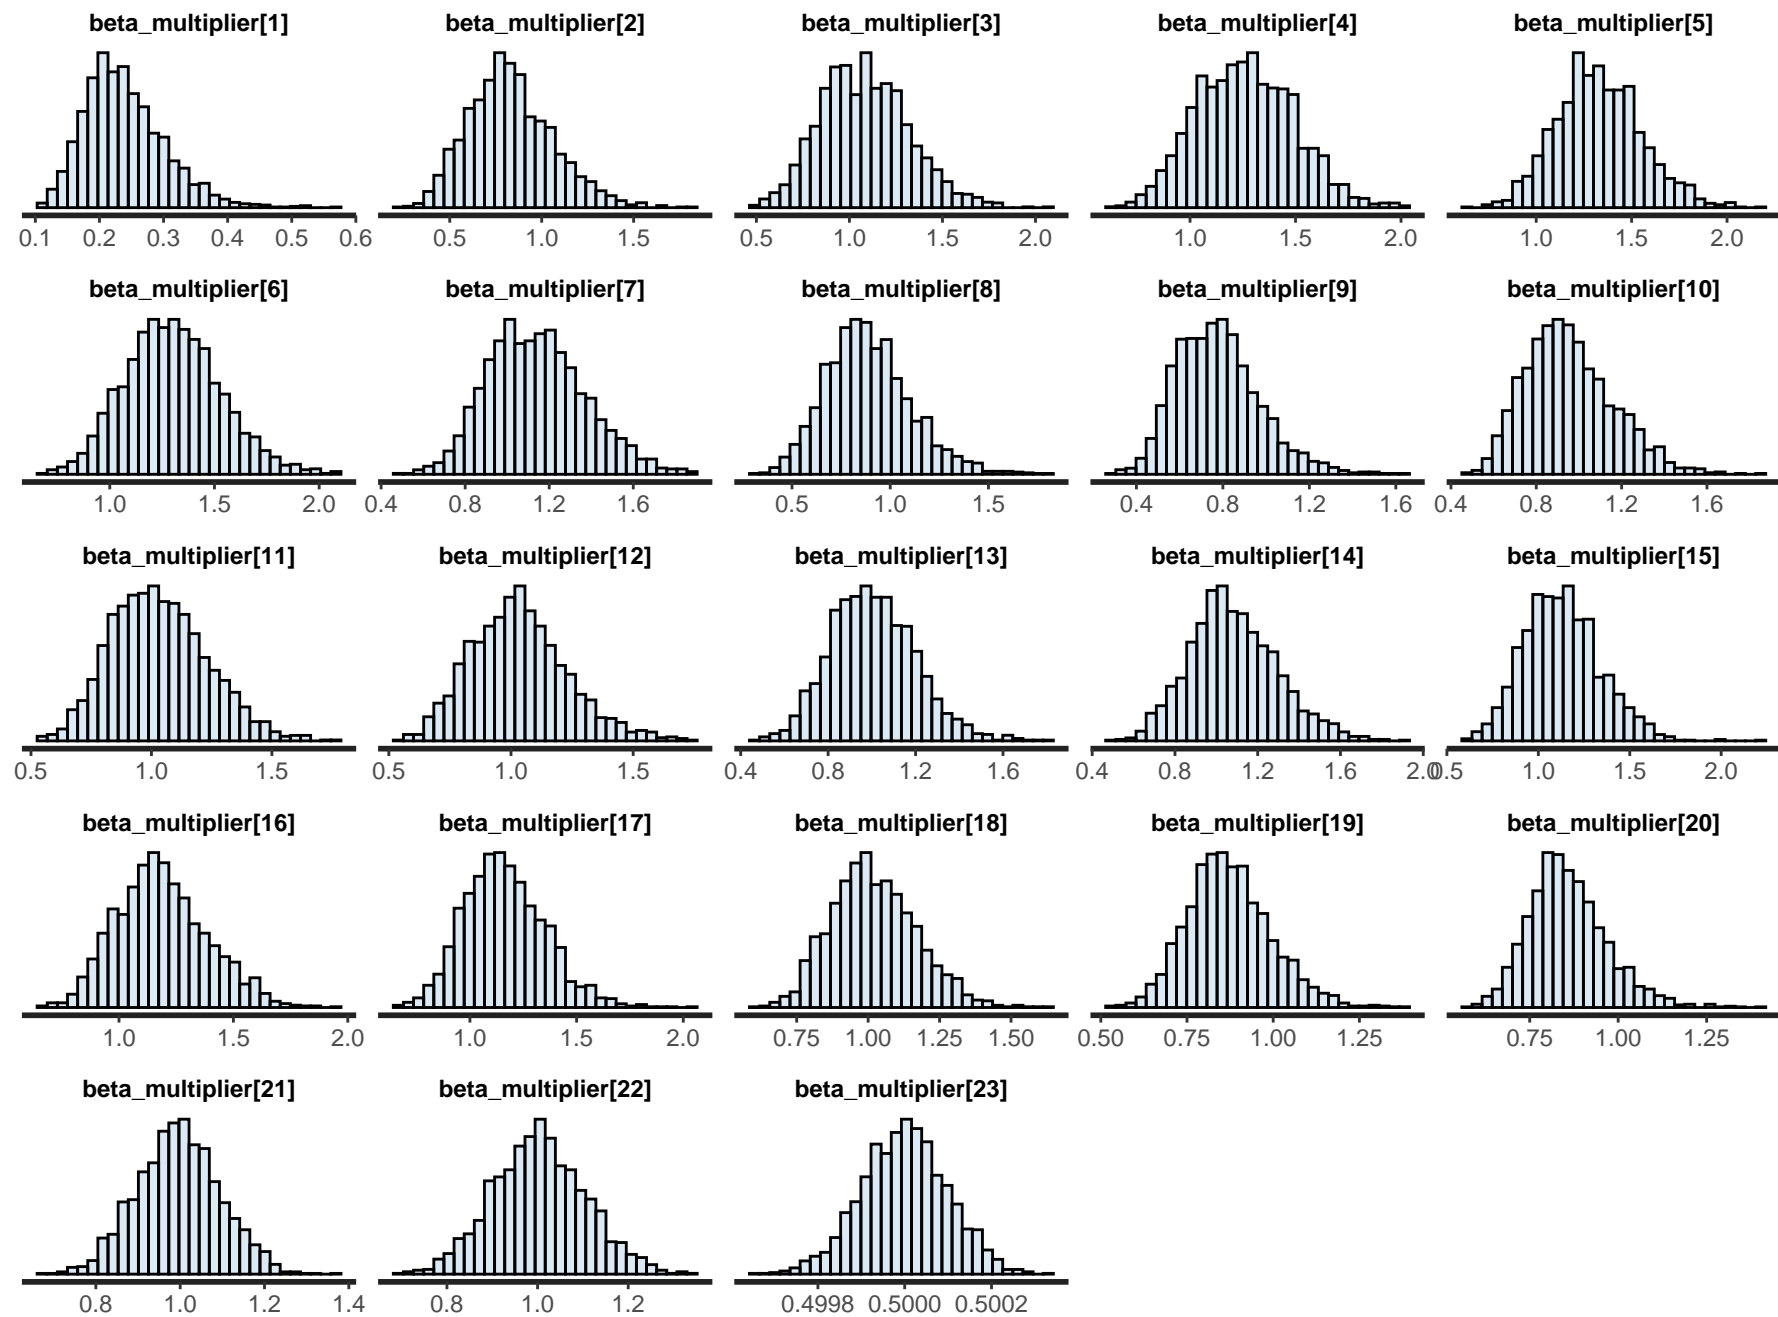 beta_multiplier[1] beta_multiplier[2] beta_multiplier[3] beta_multiplier[4] beta_multiplier[5]
0.1 0.2 0.3 0.4 0.5 0.6 0.5 1.0 1.5 0.5 1.0 1.5 2.0 1.0 1.5 2.0 1.0 1.5 2.0
beta_multiplier[6] beta_multiplier[7] beta_multiplier[8] beta_multiplier[9] beta_multiplier[10]
1.0 1.5 2.0 0.4 0.8 1.2 1.6 0.5 1.0 1.5 0.4 0.8 1.2 1.6 0.4 0.8 1.2 1.6
beta_multiplier[11] beta_multiplier[12] beta_multiplier[13] beta_multiplier[14] beta_multiplier[15]
0.5 1.0 1.5 0.5 1.0 1.5 0.4 0.8 1.2 1.6 0.4 0.8 1.2 1.6 2.0 0.5 1.0 1.5 2.0
beta_multiplier[16] beta_multiplier[17] beta_multiplier[18] beta_multiplier[19] beta_multiplier[20]
1.0 1.5 2.0 1.0 1.5 2.0 0.75 1.00 1.25 1.50 0.50 0.75 1.00 1.25 0.75 1.00 1.25
beta_multiplier[21] beta_multiplier[22] beta_multiplier[23]
0.8 1.0 1.2 1.4 0.8 1.0 1.2 0.4998 0.5000 0.5002